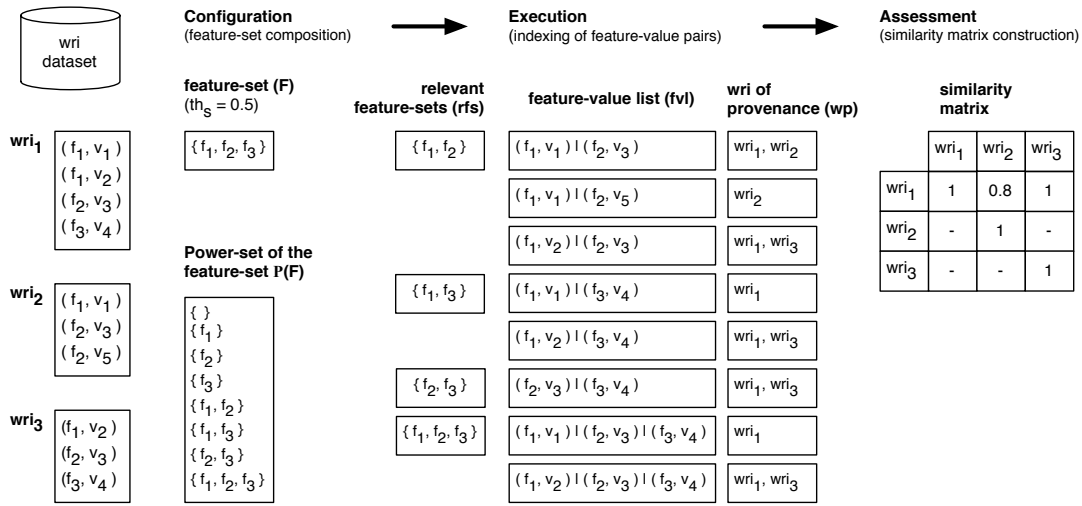 wri
dataset
Configuration
(feature-set composition)
Execution
(indexing of feature-value pairs)
Assessment
(similarity matrix construction)
feature-set (F)
(thS = 0.5)
relevant
feature-sets (rfs)
feature-value list (fvl)
wri of
provenance (wp)
similarity
matrix
wri1
( f1, v1 )
( f1, v2 )
( f2, v3 )
( f3, v4 )
wri2
( f1, v1 )
( f2, v3 )
( f2, v5 )
wri3
(f1, v2 )
(f2, v3 )
(f3, v4 )
{ f1, f2, f3 }
Power-set of the
feature-set P(F)
{ }
{ f1 }
{ f2 }
{ f3 }
{ f1, f2 }
{ f1, f3 }
{ f2, f3 }
{ f1, f2, f3 }
{ f1, f2 }
( f1, v1 ) | ( f2, v3 )
wri1, wri2
( f1, v1 ) | ( f2, v5 )
wri2
( f1, v2 ) | ( f2, v3 )
wri1, wri3
{ f1, f3 }
( f1, v1 ) | ( f3, v4 )
wri1
( f1, v2 ) | ( f3, v4 )
wri1, wri3
{ f2, f3 }
( f2, v3 ) | ( f3, v4 )
wri1, wri3
{ f1, f2, f3 }
( f1, v1 ) | ( f2, v3 ) | ( f3, v4 )
wri1
( f1, v2 ) | ( f2, v3 ) | ( f3, v4 )
wri1, wri3
wri1 wri2 wri3
wri1 1 0.8 1
wri2 - 1 -
wri3 - - 1